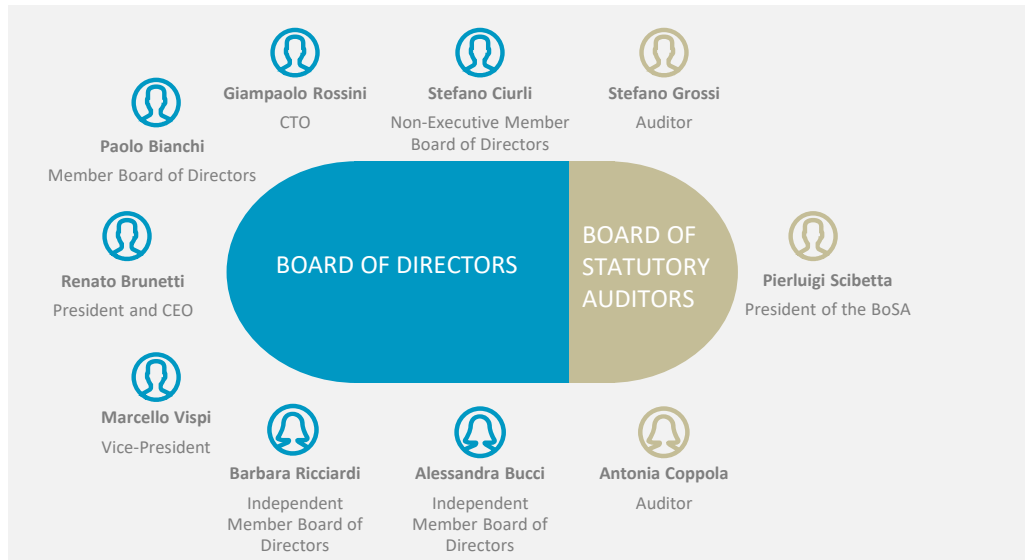 Giampaolo Rossini
CTO
Stefano Ciurli
Non-Executive Member
Board of Directors
Stefano Grossi
Auditor
Paolo Bianchi
Member Board of Directors
Renato Brunetti
President and CEO
BOARD OF DIRECTORS
BOARD OF
STATUTORY
AUDITORS
Pierluigi Scibetta
President of the BoSA
Marcello Vispi
Vice-President
Barbara Ricciardi
Independent
Member Board of
Directors
Alessandra Bucci
Independent
Member Board of
Directors
Antonia Coppola
Auditor